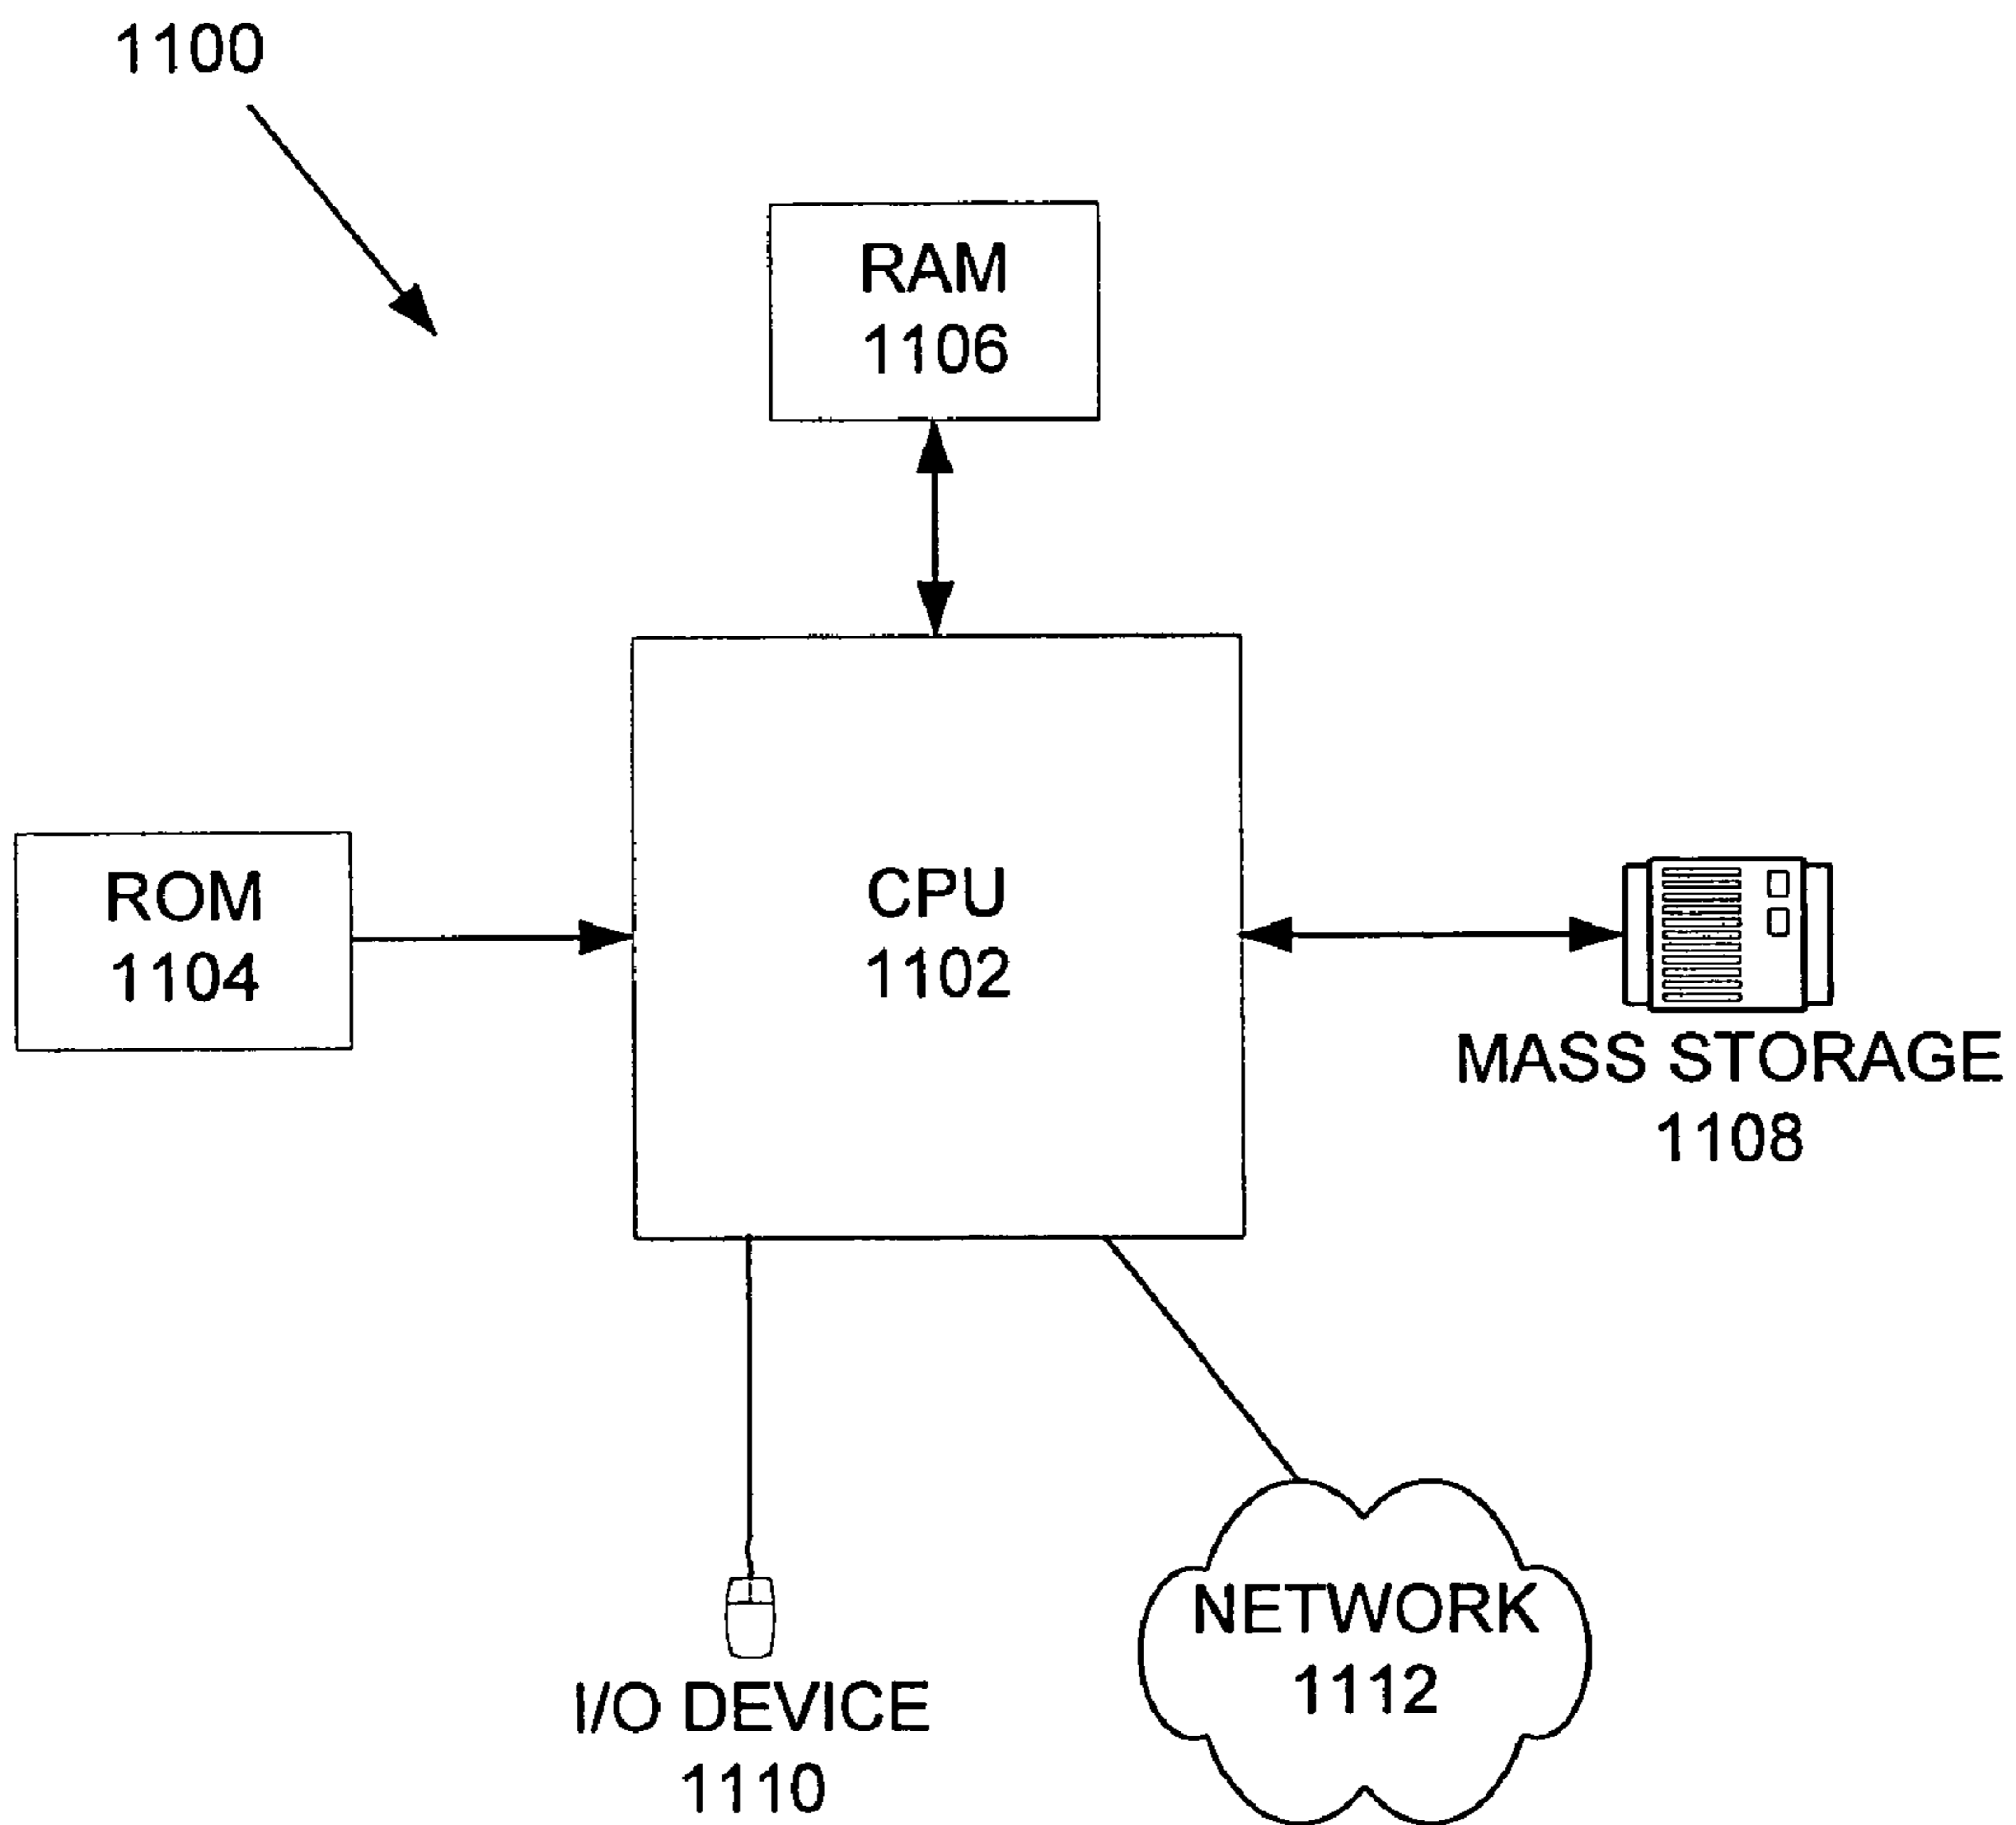 1100
RAM
1106
ROM
1104
CPU
1102
MASS STORAGE
1108
I/O DEVICE
1110
NETWORK
1112